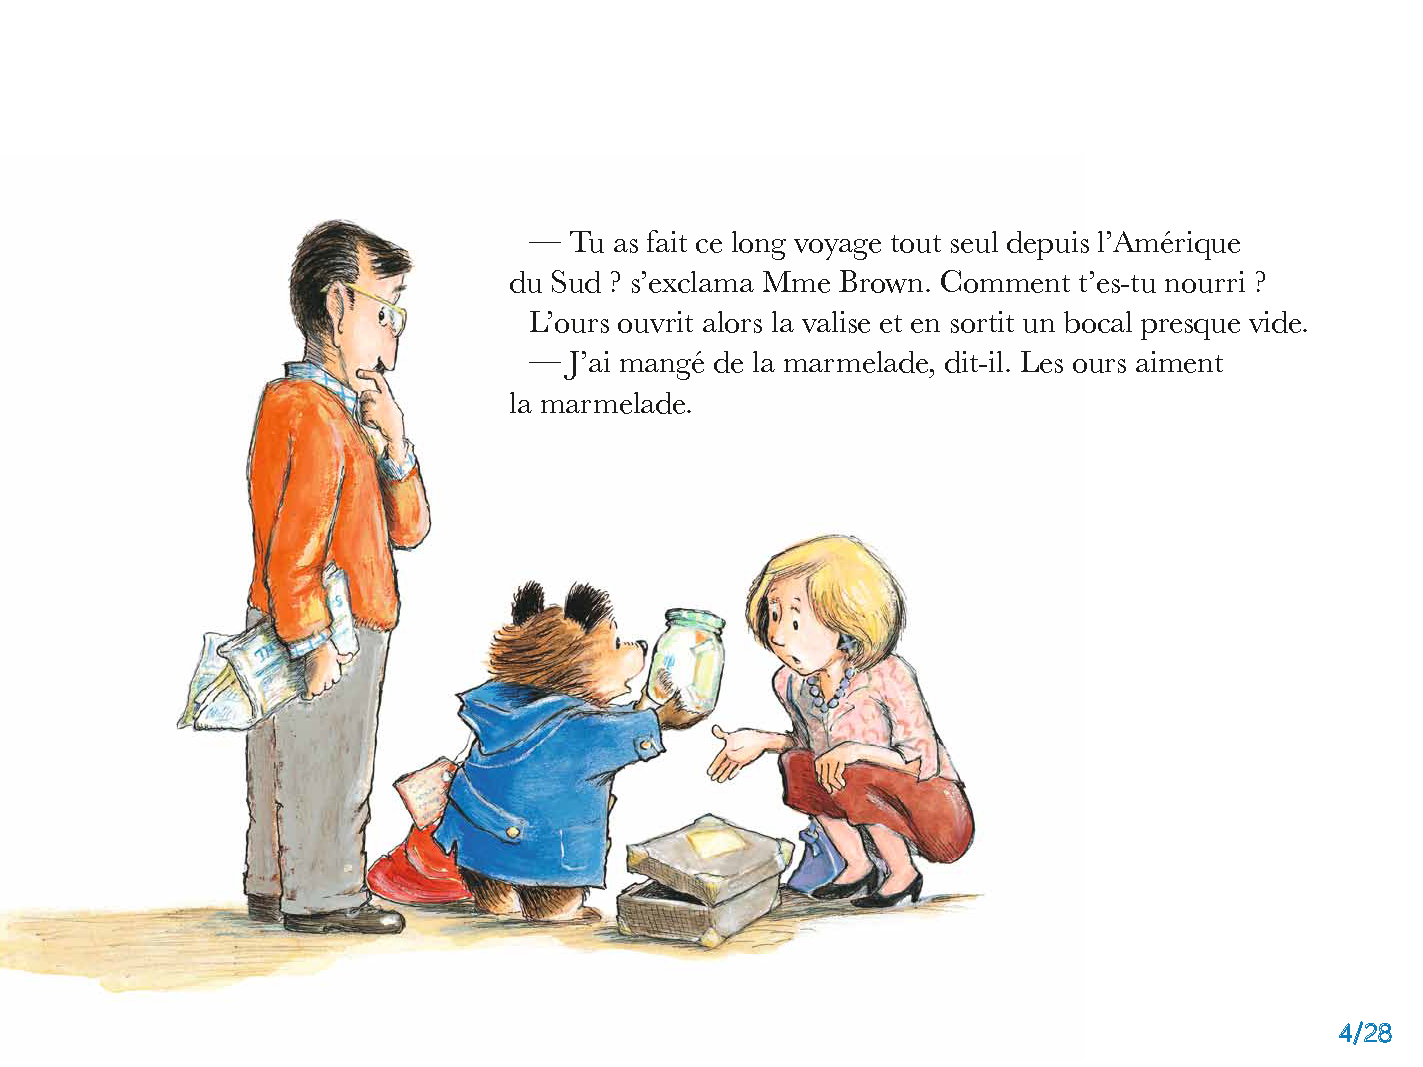 — Tu as fait ce long voyage tout seul depuis l’Amérique
du Sud ? s’exclama Mme Brown. Comment t’es-tu nourri ?
L’ours ouvrit alors la valise et en sortit un bocal presque vide.
— J’ai mangé de la marmelade, dit-il. Les ours aiment
la marmelade.
4/28